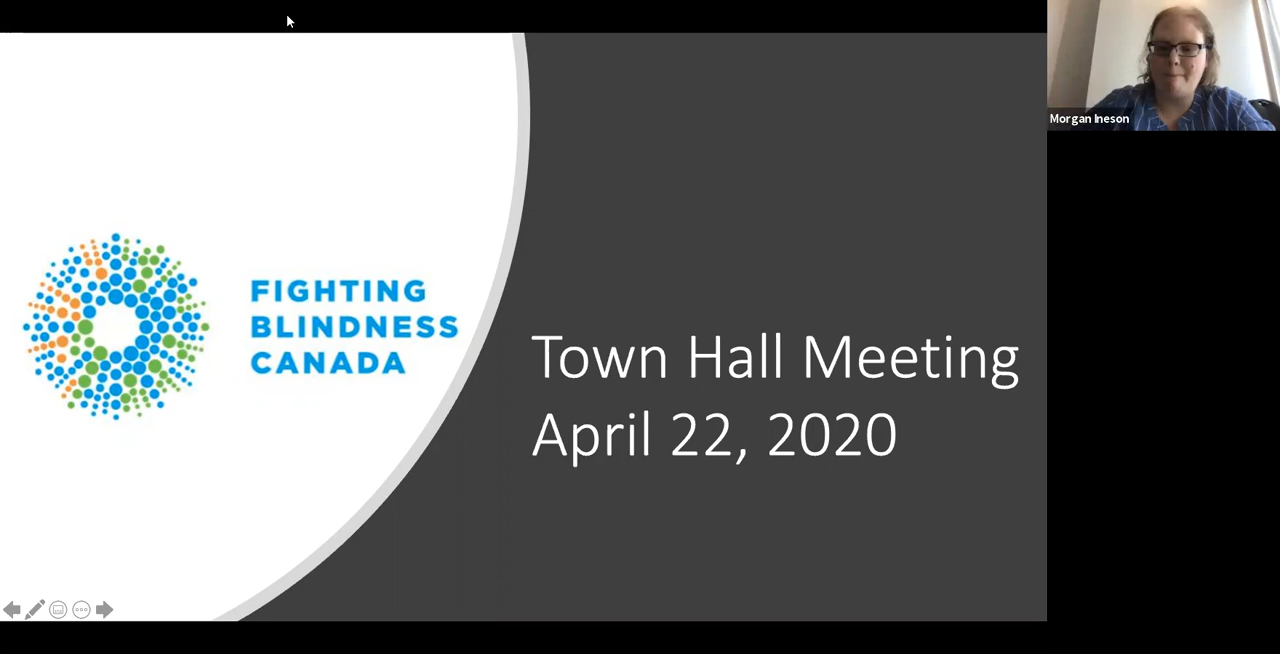 Morgan Ineson
FIGHTING
BLINDNESS
CANADA
Town Hall Meeting
April 22, 2020